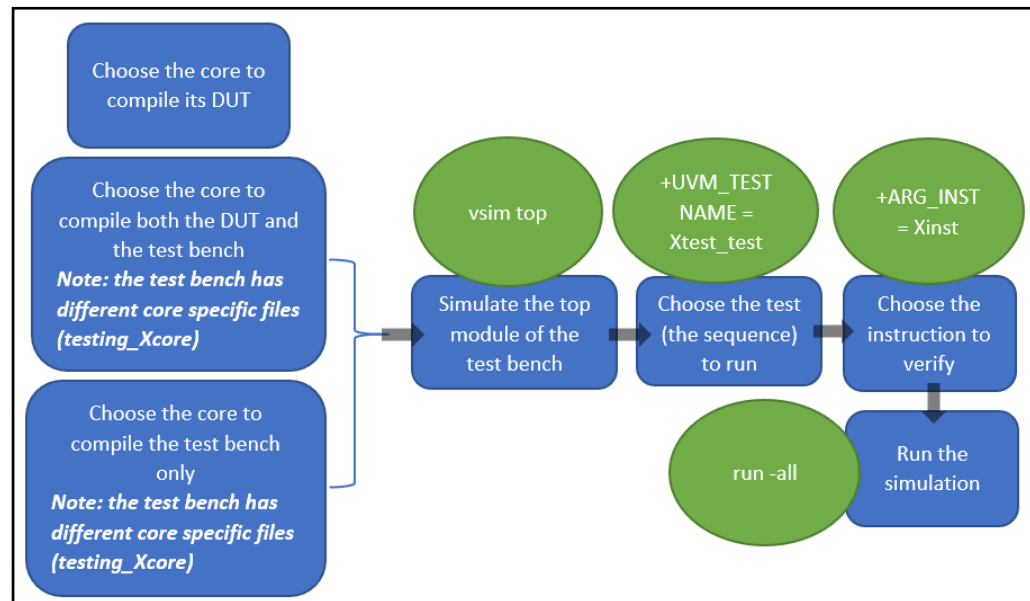 Choose the core to
compile its DUT
Choose the core to
compile both the DUT and
the test bench
Note: the test bench has
different core specific files
(testing_Xcore)
Choose the core to
compile the test bench
only
Note: the test bench has
different core specific files
(testing_Xcore)
vsim top
Simulate the top
module of the
test bench
+UVM_TEST
NAME =
Xtest_test
Choose the test
(the sequence)
to run
+ARG_INST
= Xinst
Choose the
instruction to
verify
run -all
Run the
simulation